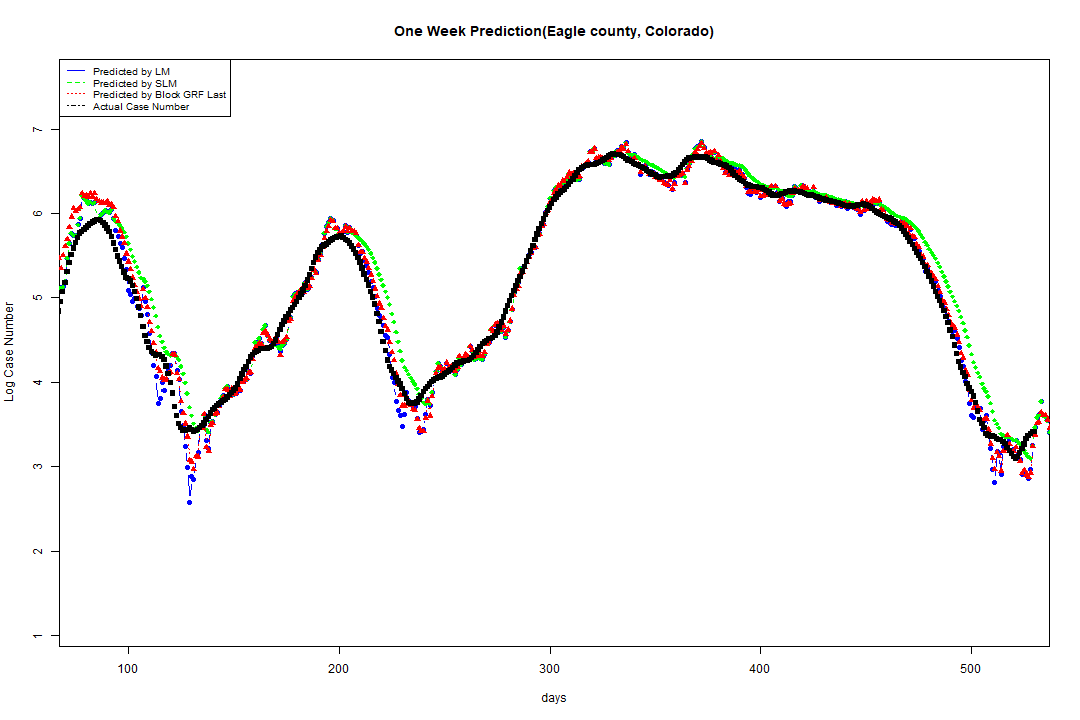 One Week Prediction(Eagle county, Colorado)
Predicted by LM
Predicted by SLM
Predicted by Block GRF Last
Actual Case Number
Log Case Number
7
6
5
4
3
2
1
100 200 300 400 500
days